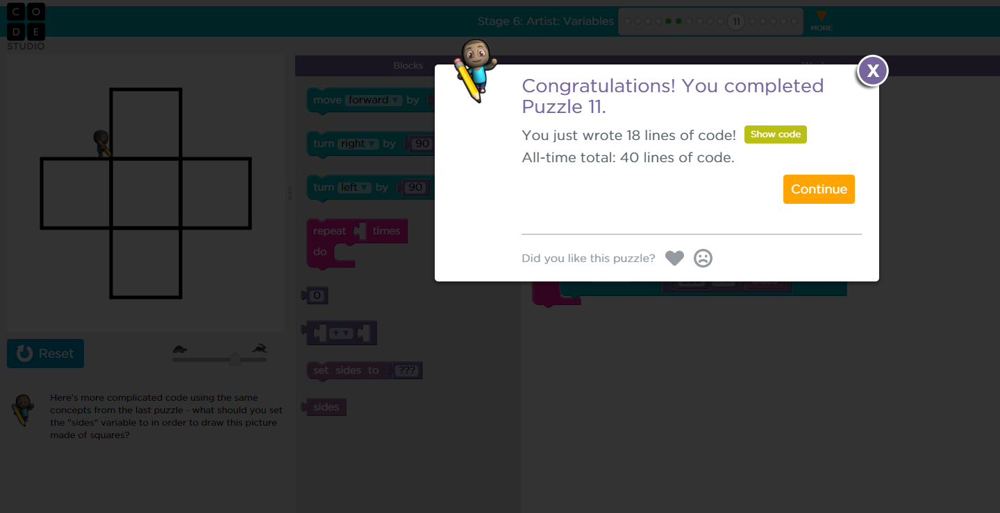 C O
D E
STUDIO
Stage 6: Artist: Variables
11
MORE
Blocks
move forward by
turn right by 90
turn left by 90
repeat times
do
0
+
set sides to ???
sides
Congratulations! You completed
Puzzle 11.
You just wrote 18 lines of code! Show code
All-time total: 40 lines of code.
Continue
Did you like this puzzle?
X
sides
Reset
Here's more complicated code using the same
concepts from the last puzzle - what should you set
the "sides" variable to in order to draw this picture
made of squares?